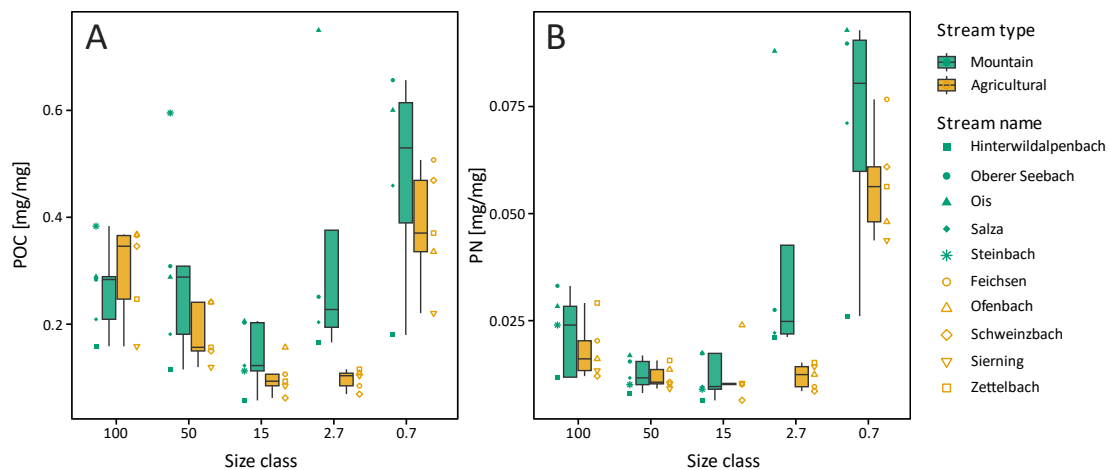 A
POC [mg/mg]
0.6
0.4
0.2
100
50
15
2.7
0.7
Size class
B
PN [mg/mg]
0.075
0.050
0.025
100
50
15
2.7
0.7
Size class
Stream type
Mountain
Agricultural
Stream name
Hinterwildalpenbach
Oberer Seebach
Ois
Salza
Steinbach
Feichsen
Ofenbach
Schweinzbach
Sierning
Zettelbach